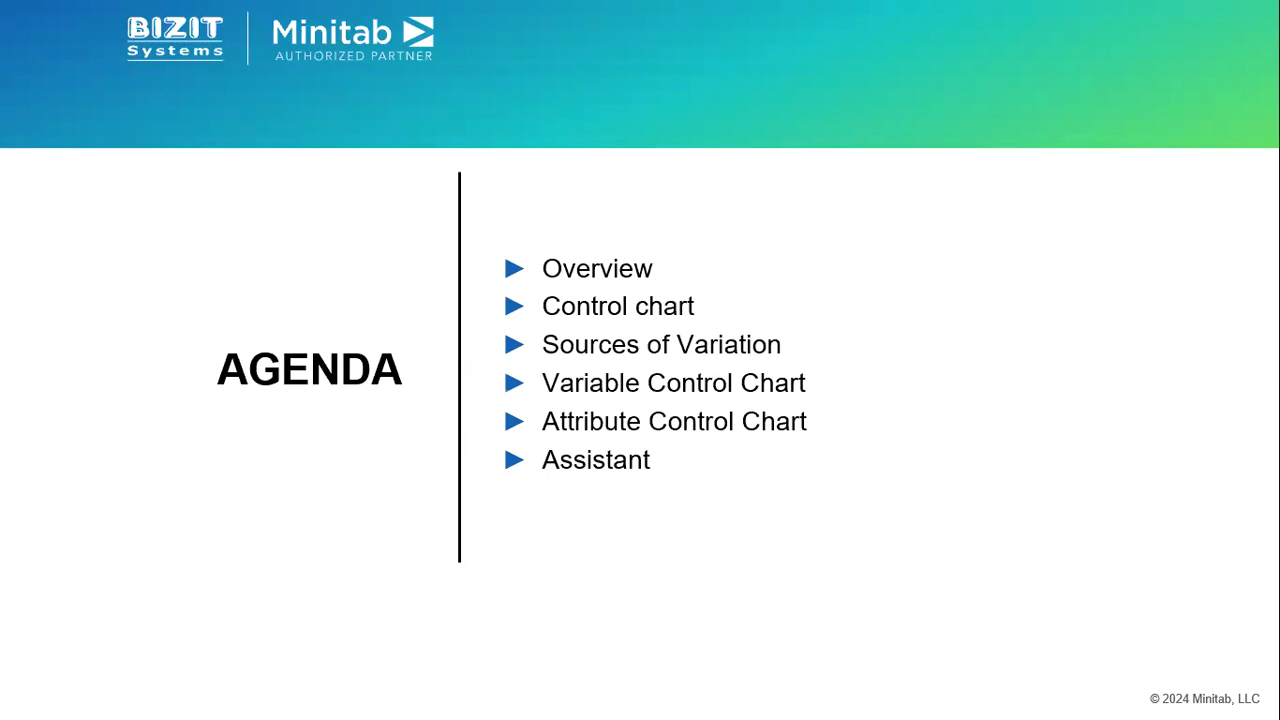 BIZIT
Systems
Minitab
AUTHORIZED PARTNER
AGENDA
Overview
Control chart
Sources of Variation
Variable Control Chart
Attribute Control Chart
Assistant
© 2024 Minitab, LLC